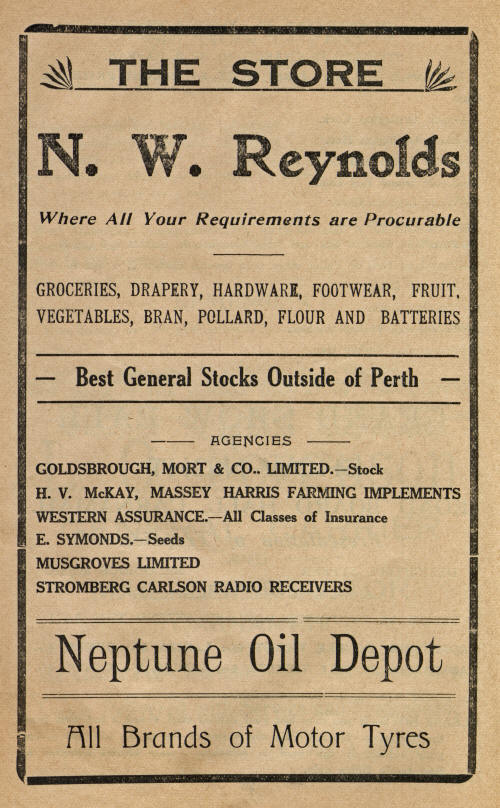 THE STORE
N. W. Reynolds
Where All Your Requirements are Procurable
GROCERIES, DRAPERY, HARDWARE, FOOTWEAR, FRUIT,
VEGETABLES, BRAN, POLLARD, FLOUR AND BATTERIES
— Best General Stocks Outside of Perth —
AGENCIES
GOLDSBROUGH, MORT & CO.. LIMITED.—Stock
H. V. McKAY, MASSEY HARRIS FARMING IMPLEMENTS
WESTERN ASSURANCE.—All Classes of Insurance
E. SYMONDS.—Seeds
MUSGROVES LIMITED
STROMBERG CARLSON RADIO RECEIVERS
Neptune Oil Depot
All Brands of Motor Tyres